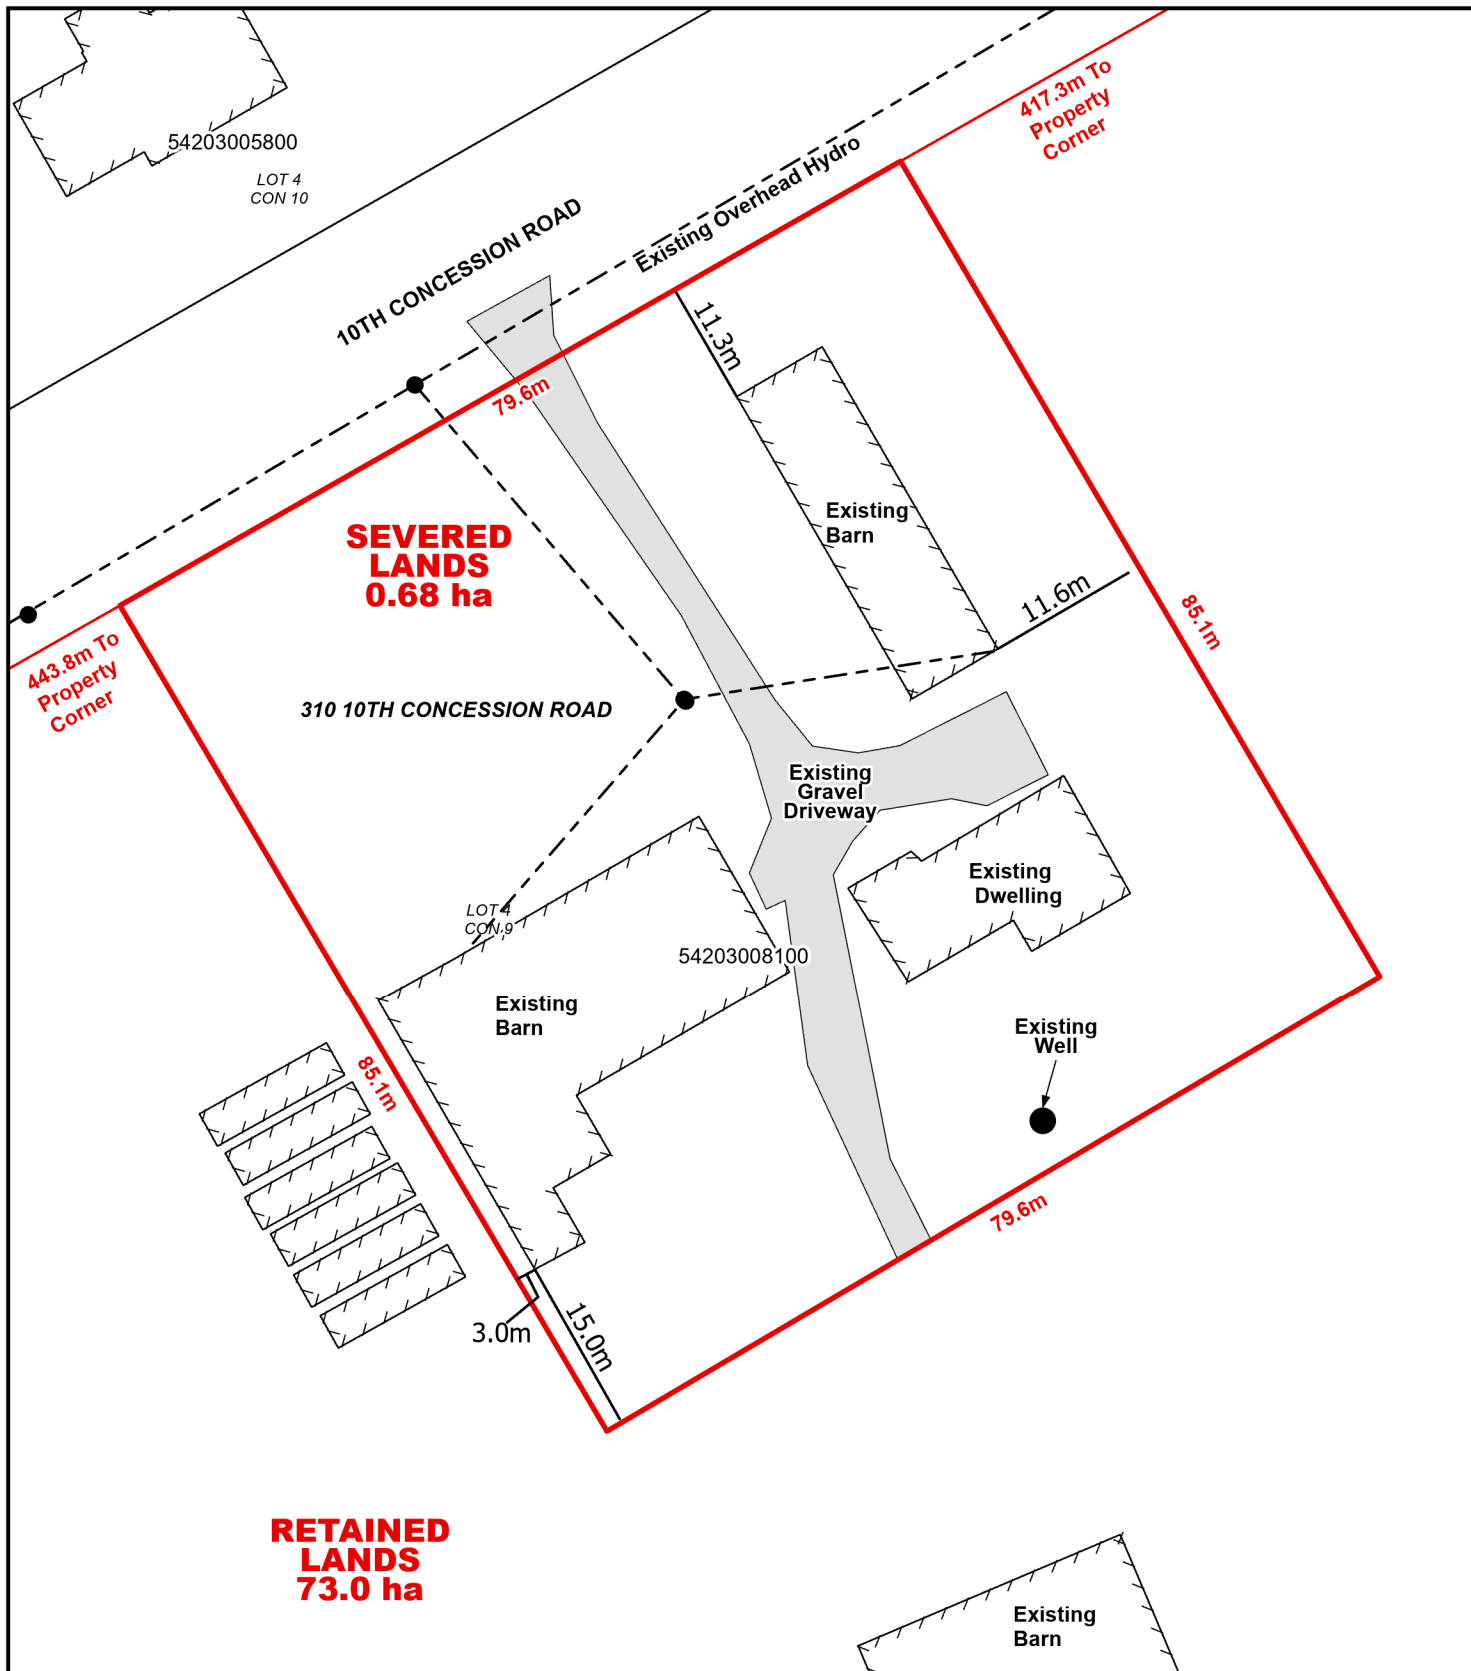 417.3m To
Property
Corner
54203005800
LOT 4
CON 10
10TH CONCESSION ROAD
Existing Overhead Hydro
11.3m
79.6m
Existing
Barn
SEVERED
LANDS
0.68 ha
11.6m
85.1m
443.8m To
Property
Corner
310 10TH CONCESSION ROAD
Existing
Gravel
Driveway
Existing
Dwelling
LOT 4
CON 9
54203008100
Existing
Barn
Existing
Well
85.1m
79.6m
3.0m
15.0m
RETAINED
LANDS
73.0 ha
Existing
Barn